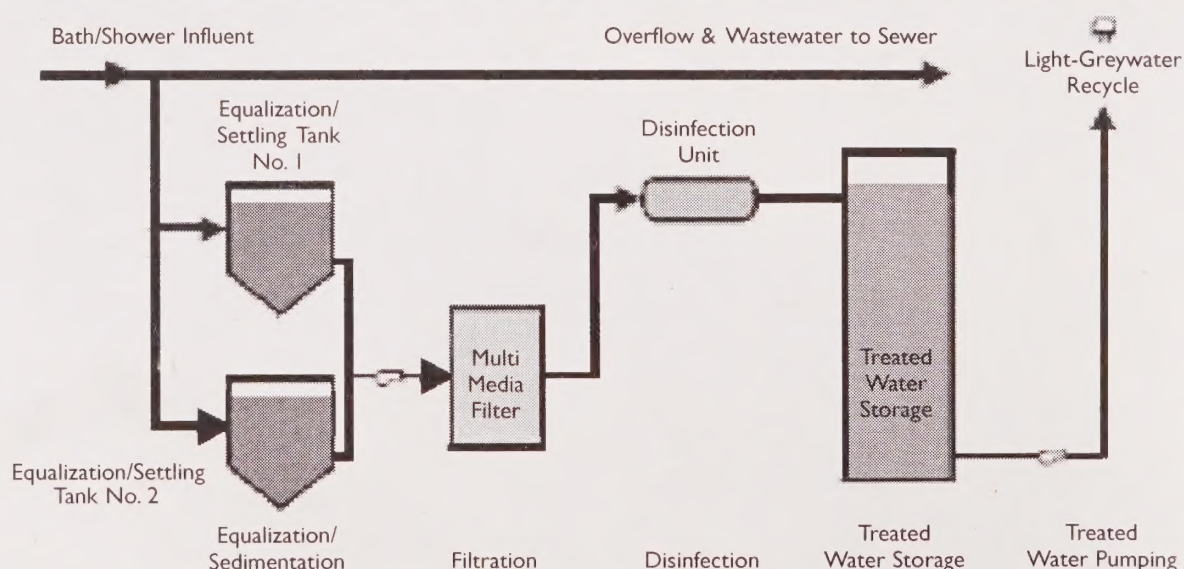 Bath/Shower Influent
Overflow & Wastewater to Sewer
Light-Greywater
Recycle
Equalization/
Settling Tank
No. 1
Disinfection
Unit
Multi
Media
Filter
Treated
Water
Storage
Equalization/Settling
Tank No. 2
Equalization/
Sedimentation
Filtration
Disinfection
Treated
Water Storage
Treated
Water Pumping